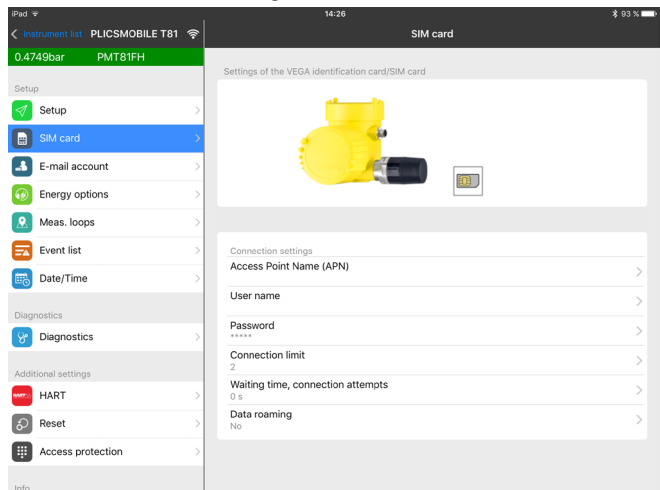 iPad
14:26
93 %
Instrument list
PLICSMOBILE T81
SIM card
0.4749bar
PMT81FH
Settings of the VEGA identification card/SIM card
Setup
Setup
SIM card
E-mail account
Energy options
Meas. loops
Event list
Date/Time
Diagnostics
Diagnostics
Additional settings
HART
HART
Reset
Access protection
Info
Connection settings
Access Point Name (APN)
User name
Password
*****
Connection limit
2
Waiting time, connection attempts
0 s
Data roaming
No